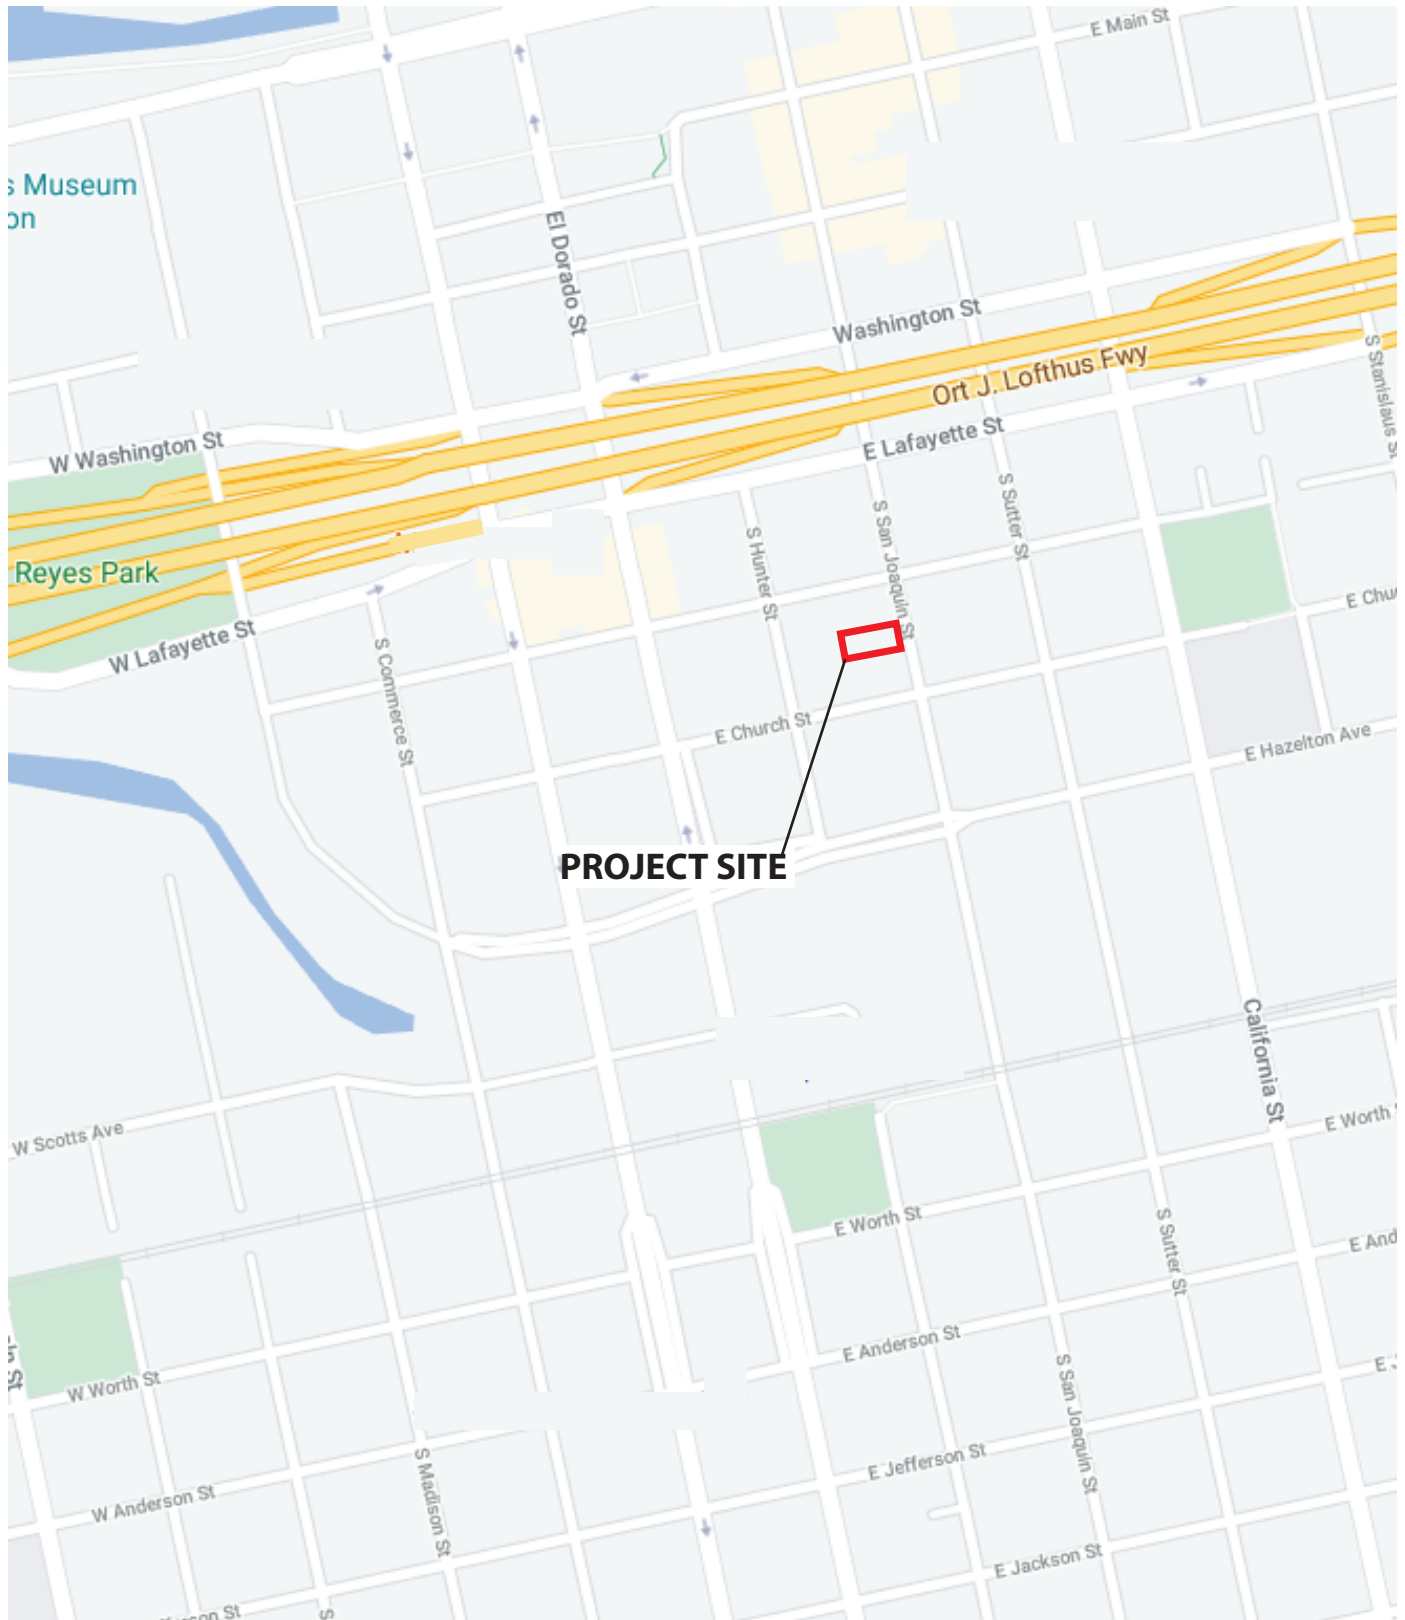 E Main St
s Museum
on
El Dorado St
Washington St
Ort J. Lofthus Fwy
S Stanislaus S
W Washington St
E Lafayette St
S Hunter St
S San Joaquin St
S Sutter St
Reyes Park
E Chu
W Lafayette St
S Commerce St
E Church St
E Hazelton Ave
PROJECT SITE
California St
W Scotts Ave
E Worth
E Worth St
S Sutter St
E And
E Anderson St
W Worth St
S San Joaquin St
E J
E Jefferson St
S Madison St
W Anderson St
E Jackson St
son St
S